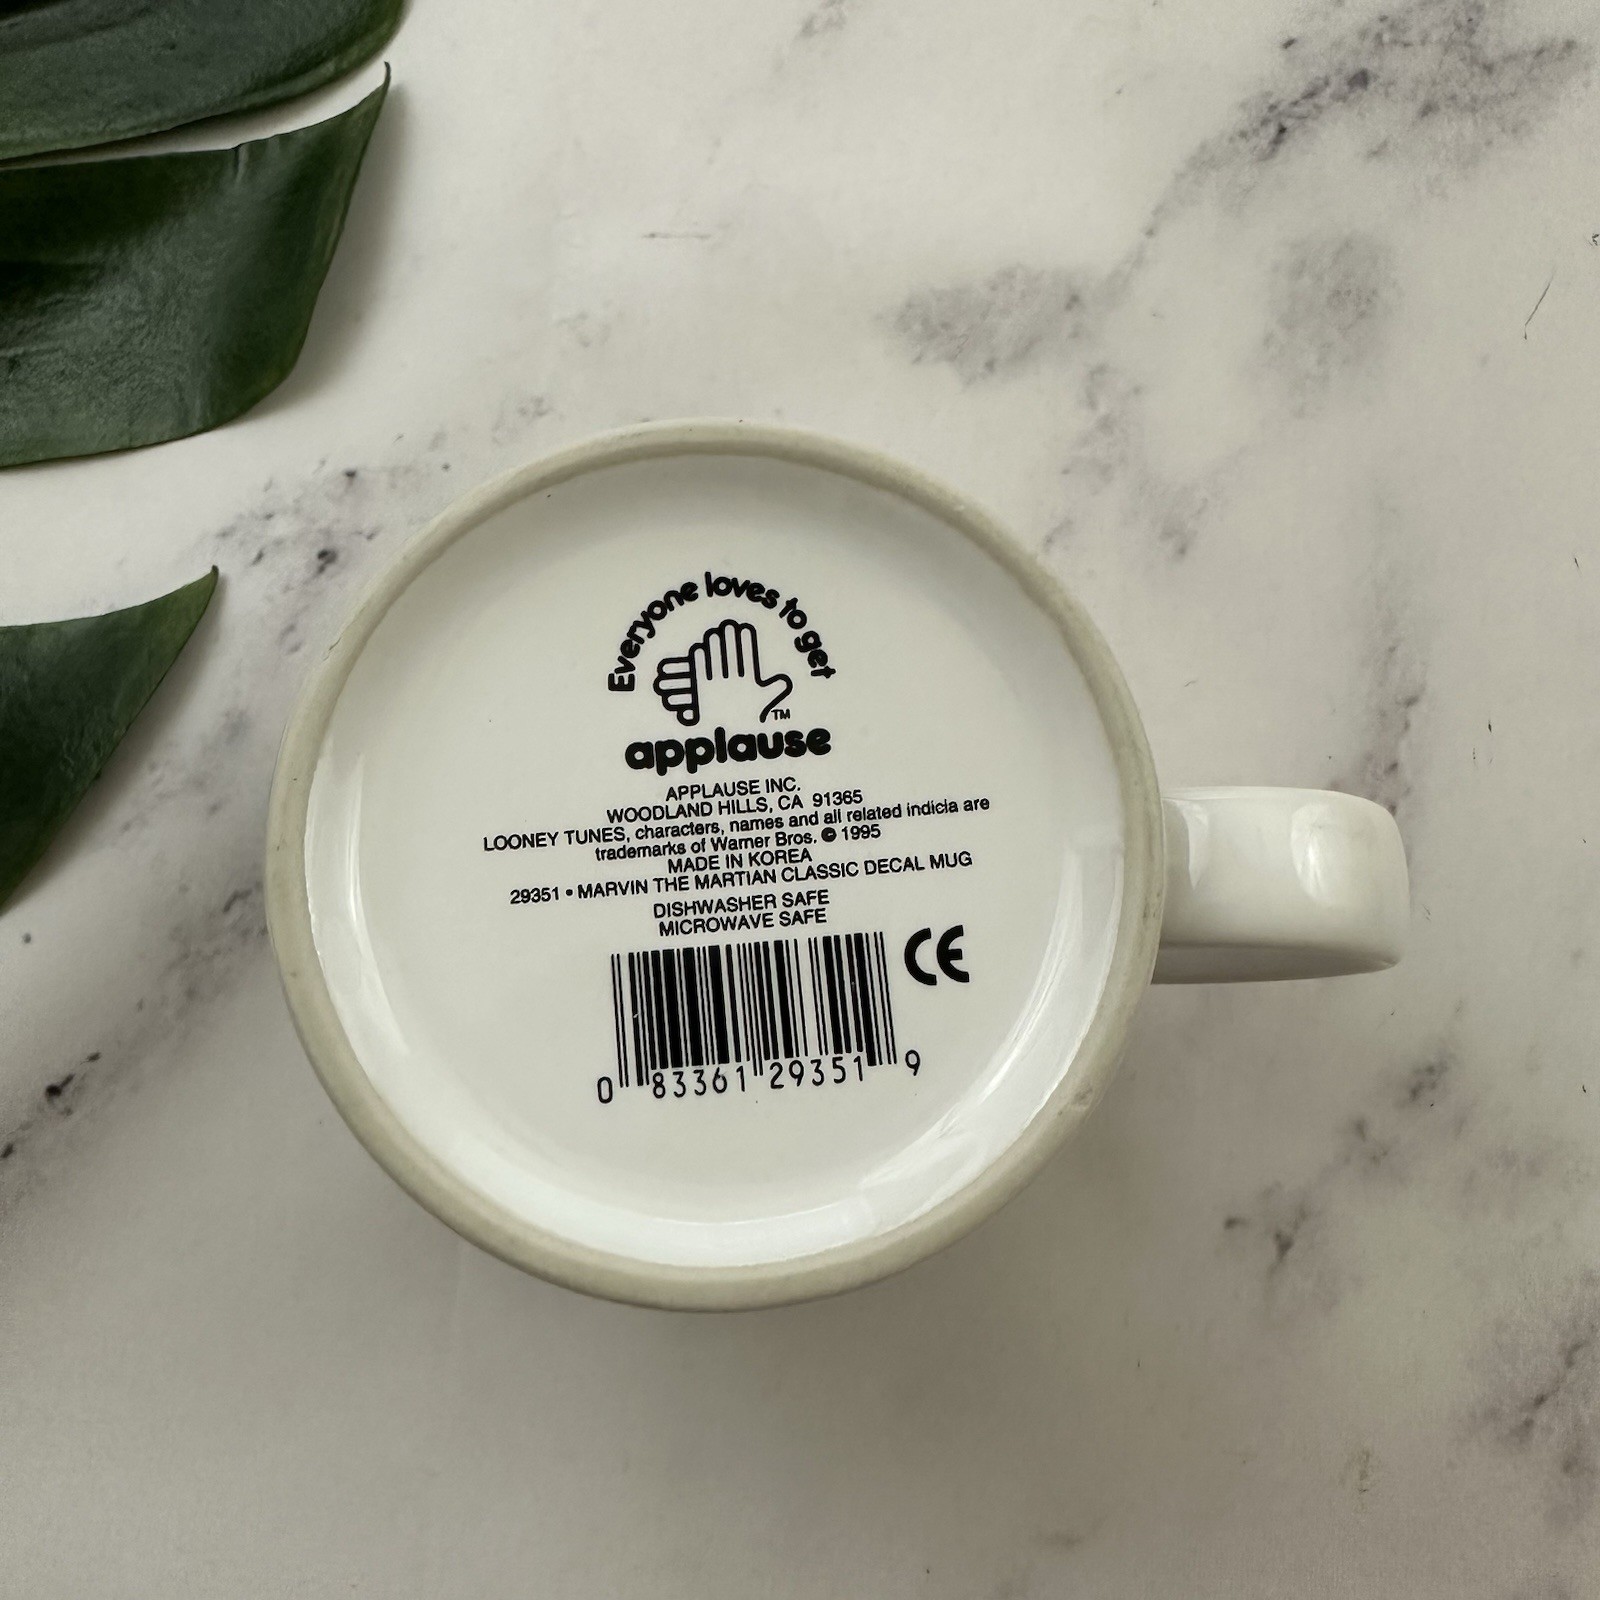 Everyone loves to get
TM
applause
APPLAUSE INC.
WOODLAND HILLS, CA 91365
LOONEY TUNES, characters, names and all related indicia are
trademarks of Warner Bros. © 1995
MADE IN KOREA
29351 • MARVIN THE MARTIAN CLASSIC DECAL MUG
DISHWASHER SAFE
MICROWAVE SAFE
CE
0 83361 29351 9